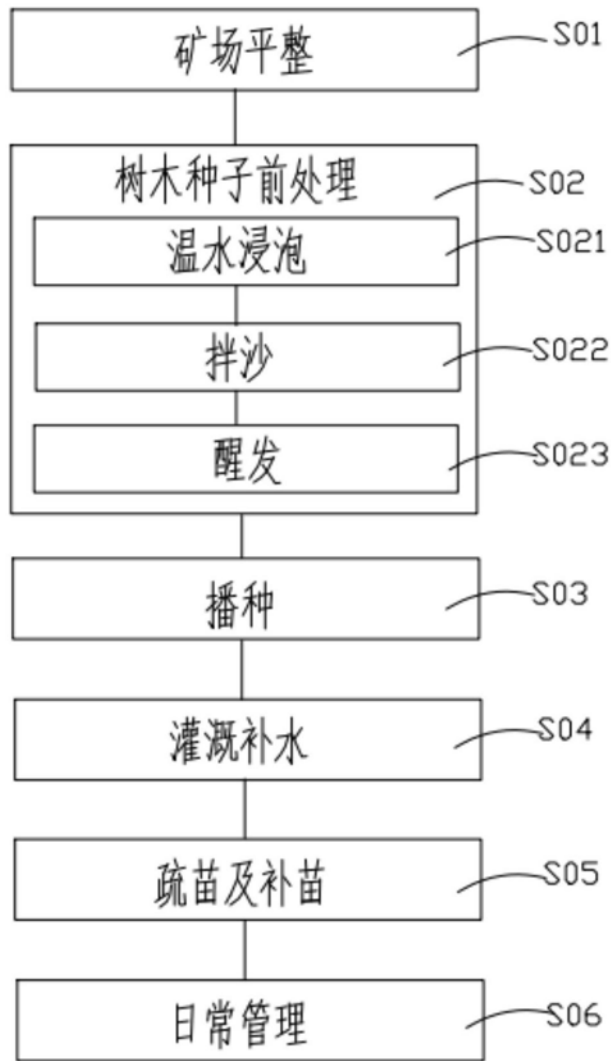 矿场平整 S01
树木种子前处理 S02
温水浸泡 S021
拌沙 S022
醒发 S023
播种 S03
灌溉补水 S04
疏苗及补苗 S05
日常管理 S06